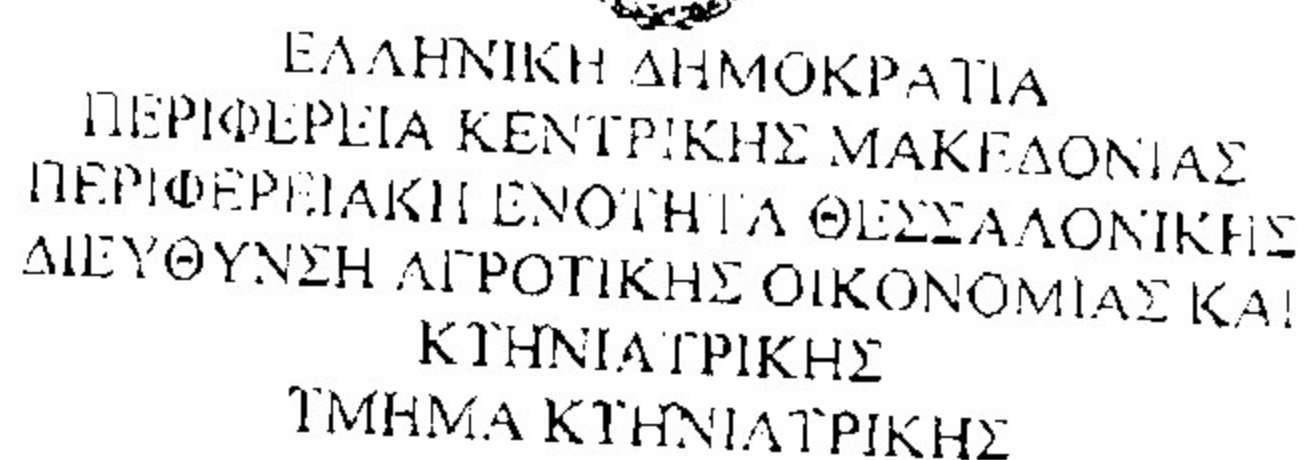 ΕΛΛΗΝΙΚΗ ΔΗΜΟΚΡΑΤΙΑ
ΠΕΡΙΦΕΡΕΙΑ ΚΕΝΤΡΙΚΗΣ ΜΑΚΕΔΟΝΙΑΣ
ΠΕΡΙΦΕΡΕΙΑΚΗ ΕΝΟΤΗΤΑ ΘΕΣΣΑΛΟΝΙΚΗΣ
ΔΙΕΥΘΥΝΣΗ ΑΓΡΟΤΙΚΗΣ ΟΙΚΟΝΟΜΙΑΣ ΚΑΙ
ΚΤΗΝΙΑΤΡΙΚΗΣ
ΤΜΗΜΑ ΚΤΗΝΙΑΤΡΙΚΗΣ